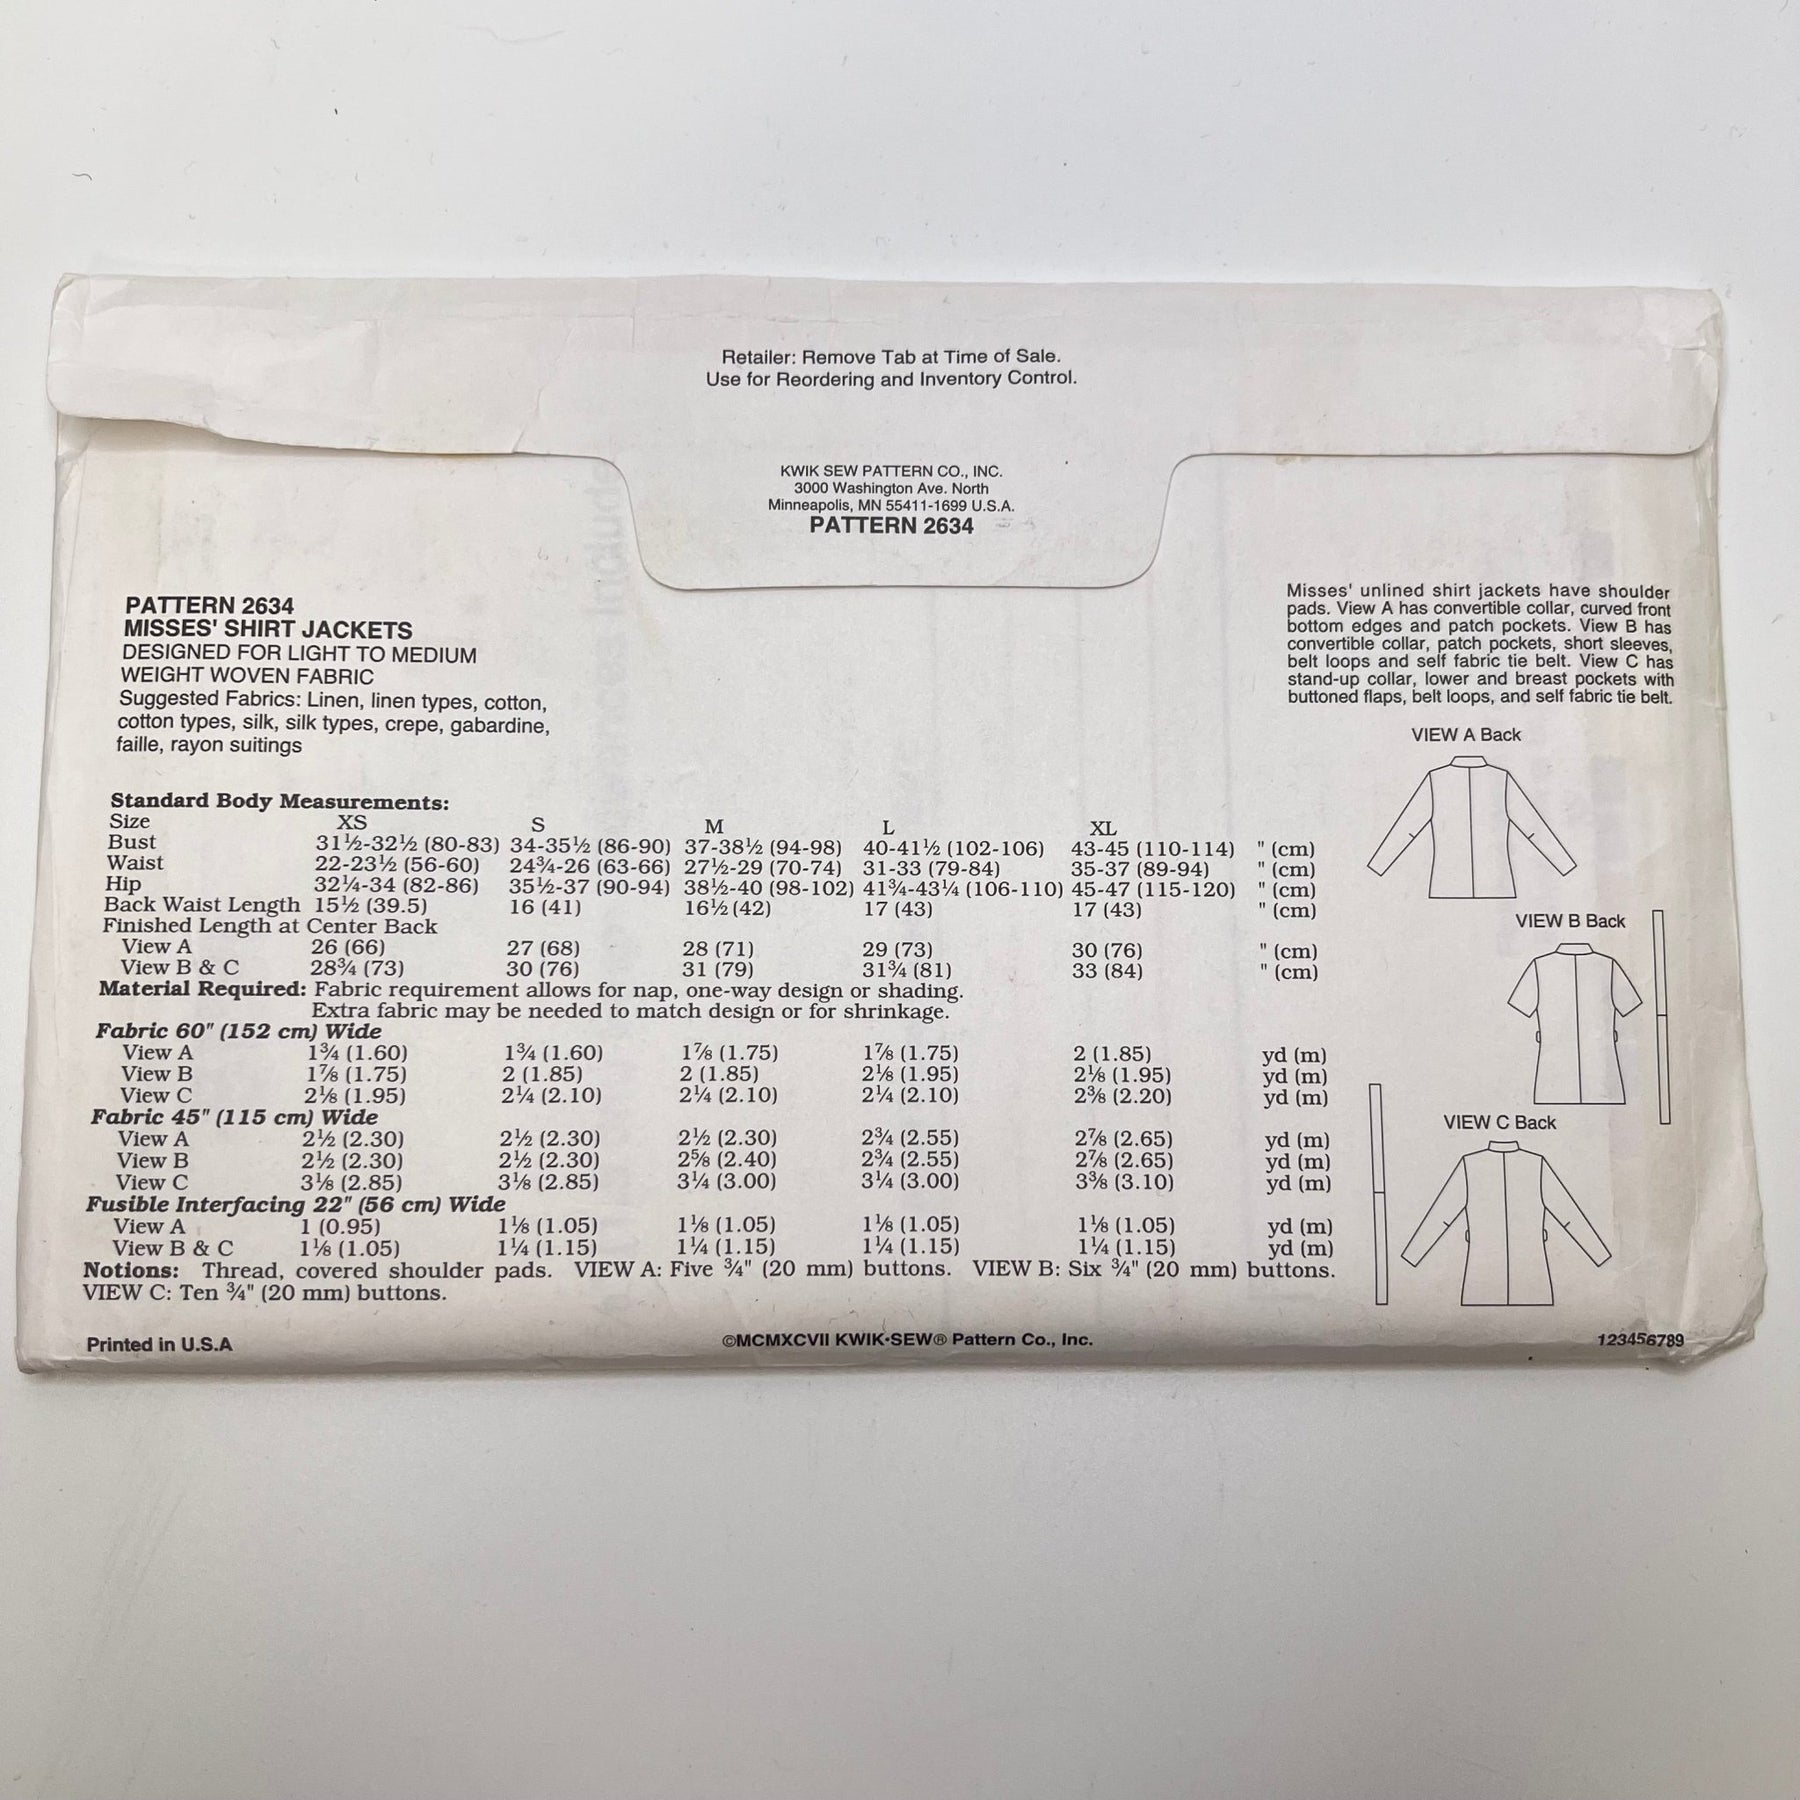 Retailer: Remove Tab at Time of Sale.
Use for Reordering and Inventory Control.
KWIK SEW PATTERN CO., INC.
3000 Washington Ave. North
Minneapolis, MN 55411-1699 U.S.A.
PATTERN 2634
PATTERN 2634
MISSES' SHIRT JACKETS
DESIGNED FOR LIGHT TO MEDIUM
WEIGHT WOVEN FABRIC
Suggested Fabrics: Linen, linen types, cotton,
cotton types, silk, silk types, crepe, gabardine,
faille, rayon suitings
Misses' unlined shirt jackets have shoulder
pads. View A has convertible collar, curved front
bottom edges and patch pockets. View B has
convertible collar, patch pockets, short sleeves,
belt loops and self fabric tie belt. View C has
stand-up collar, lower and breast pockets with
buttoned flaps, belt loops, and self fabric tie belt.
VIEW A Back
VIEW B Back
VIEW C Back
Standard Body Measurements:
Size XS S M L XL
Bust 31½-32½ (80-83) 34-35½ (86-90) 37-38½ (94-98) 40-41½ (102-106) 43-45 (110-114) " (cm)
Waist 22-23½ (56-60) 24¾-26 (63-66) 27½-29 (70-74) 31-33 (79-84) 35-37 (89-94) " (cm)
Hip 32¼-34 (82-86) 35½-37 (90-94) 38½-40 (98-102) 41¾-43¼ (106-110) 45-47 (115-120) " (cm)
Back Waist Length 15½ (39.5) 16 (41) 16½ (42) 17 (43) 17 (43) " (cm)
Finished Length at Center Back
View A 26 (66) 27 (68) 28 (71) 29 (73) 30 (76) " (cm)
View B & C 28¾ (73) 30 (76) 31 (79) 31¾ (81) 33 (84) " (cm)
Material Required: Fabric requirement allows for nap, one-way design or shading.
Extra fabric may be needed to match design or for shrinkage.
Fabric 60" (152 cm) Wide
View A 1¾ (1.60) 1¾ (1.60) 1⅞ (1.75) 1⅞ (1.75) 2 (1.85) yd (m)
View B 1⅞ (1.75) 2 (1.85) 2 (1.85) 2⅛ (1.95) 2⅛ (1.95) yd (m)
View C 2⅛ (1.95) 2¼ (2.10) 2¼ (2.10) 2¼ (2.10) 2⅜ (2.20) yd (m)
Fabric 45" (115 cm) Wide
View A 2½ (2.30) 2½ (2.30) 2½ (2.30) 2¾ (2.55) 2⅞ (2.65) yd (m)
View B 2½ (2.30) 2½ (2.30) 2⅝ (2.40) 2¾ (2.55) 2⅞ (2.65) yd (m)
View C 3⅛ (2.85) 3⅛ (2.85) 3¼ (3.00) 3¼ (3.00) 3⅜ (3.10) yd (m)
Fusible Interfacing 22" (56 cm) Wide
View A 1 (0.95) 1⅛ (1.05) 1⅛ (1.05) 1⅛ (1.05) 1⅛ (1.05) yd (m)
View B & C 1⅛ (1.05) 1¼ (1.15) 1¼ (1.15) 1¼ (1.15) 1¼ (1.15) yd (m)
Notions: Thread, covered shoulder pads. VIEW A: Five ¾" (20 mm) buttons. VIEW B: Six ¾" (20 mm) buttons.
VIEW C: Ten ¾" (20 mm) buttons.
Printed in U.S.A
©MCMXCVII KWIK•SEW® Pattern Co., Inc.
123456789